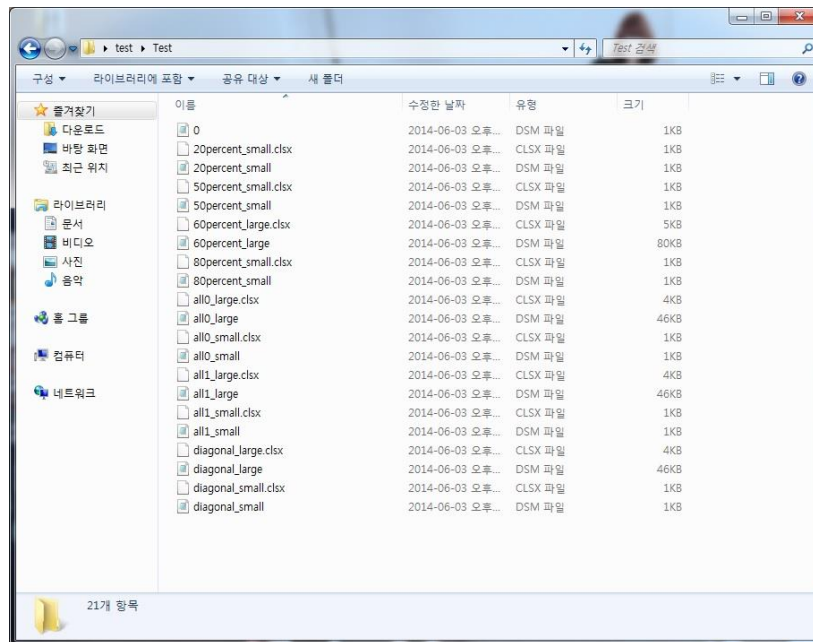 test ▸ Test
Test 검색
구성 라이브러리에 포함 공유 대상 새 폴더
즐겨찾기
다운로드
바탕 화면
최근 위치
라이브러리
문서
비디오
사진
음악
홈 그룹
컴퓨터
네트워크
이름 수정한 날짜 유형 크기
0 2014-06-03 오후... DSM 파일 1KB
20percent_small.clsx 2014-06-03 오후... CLSX 파일 1KB
20percent_small 2014-06-03 오후... DSM 파일 1KB
50percent_small.clsx 2014-06-03 오후... CLSX 파일 1KB
50percent_small 2014-06-03 오후... DSM 파일 1KB
60percent_large.clsx 2014-06-03 오후... CLSX 파일 5KB
60percent_large 2014-06-03 오후... DSM 파일 80KB
80percent_small.clsx 2014-06-03 오후... CLSX 파일 1KB
80percent_small 2014-06-03 오후... DSM 파일 1KB
all0_large.clsx 2014-06-03 오후... CLSX 파일 4KB
all0_large 2014-06-03 오후... DSM 파일 46KB
all0_small.clsx 2014-06-03 오후... CLSX 파일 1KB
all0_small 2014-06-03 오후... DSM 파일 1KB
all1_large.clsx 2014-06-03 오후... CLSX 파일 4KB
all1_large 2014-06-03 오후... DSM 파일 46KB
all1_small.clsx 2014-06-03 오후... CLSX 파일 1KB
all1_small 2014-06-03 오후... DSM 파일 1KB
diagonal_large.clsx 2014-06-03 오후... CLSX 파일 4KB
diagonal_large 2014-06-03 오후... DSM 파일 46KB
diagonal_small.clsx 2014-06-03 오후... CLSX 파일 1KB
diagonal_small 2014-06-03 오후... DSM 파일 1KB
21개 항목